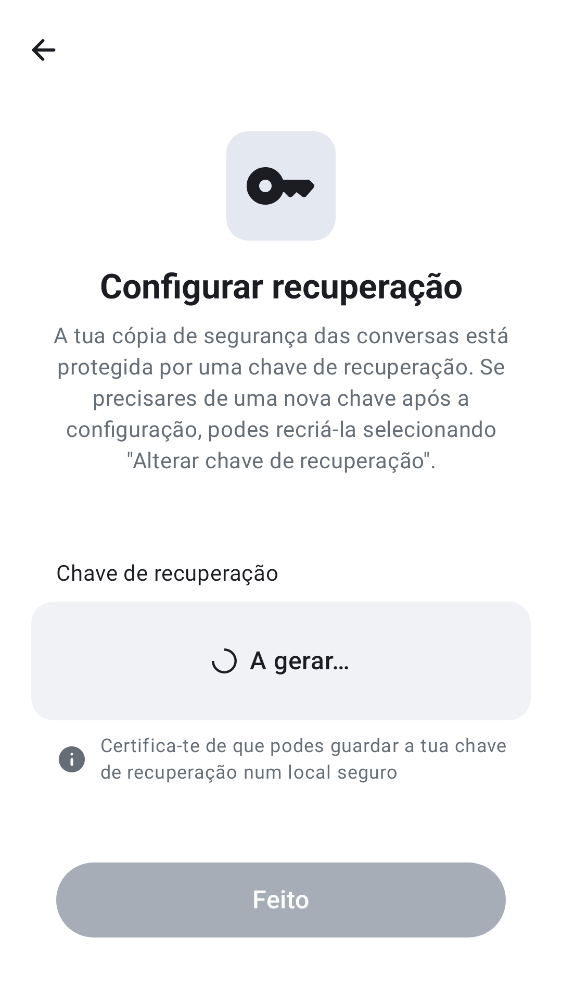 Configurar recuperação
A tua cópia de segurança das conversas está
protegida por uma chave de recuperação. Se
precisares de uma nova chave após a
configuração, podes recriá-la selecionando
"Alterar chave de recuperação".
Chave de recuperação
A gerar…
Certifica-te de que podes guardar a tua chave
de recuperação num local seguro
Feito